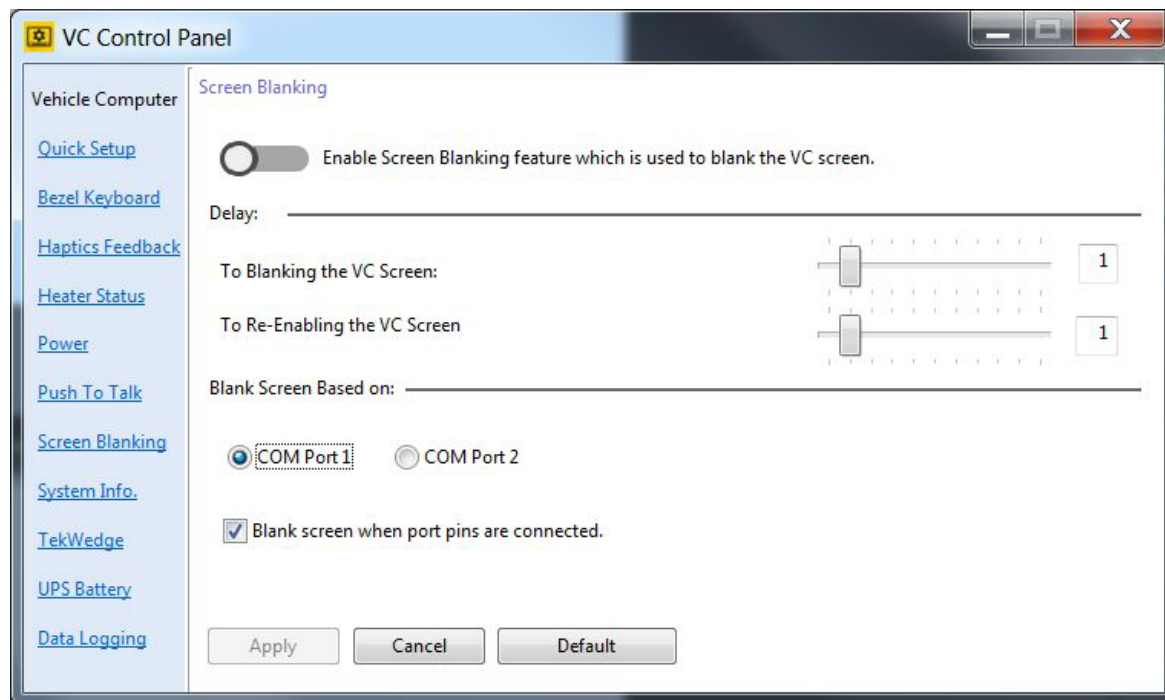 VC Control Panel
Vehicle Computer
Quick Setup
Bezel Keyboard
Haptics Feedback
Heater Status
Power
Push To Talk
Screen Blanking
System Info.
TekWedge
UPS Battery
Data Logging
Screen Blanking
Enable Screen Blanking feature which is used to blank the VC screen.
Delay:
To Blanking the VC Screen:
1
To Re-Enabling the VC Screen
1
Blank Screen Based on:
COM Port 1 COM Port 2
Blank screen when port pins are connected.
Apply Cancel Default